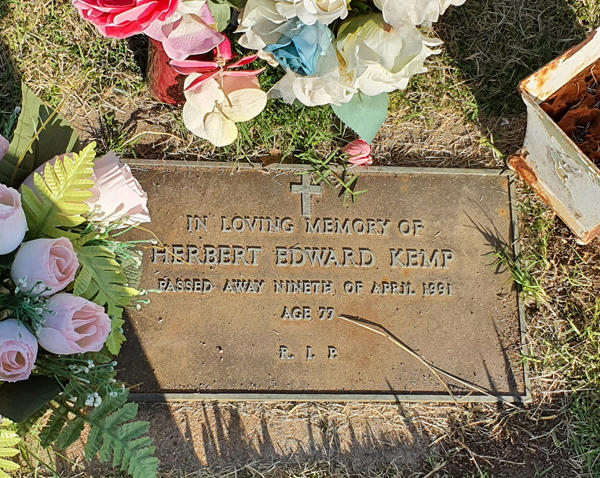 IN LOVING MEMORY OF
HERBERT EDWARD KEMP
PASSED AWAY NINETH, OF APRIL 1991
AGE 77
R. I. P.